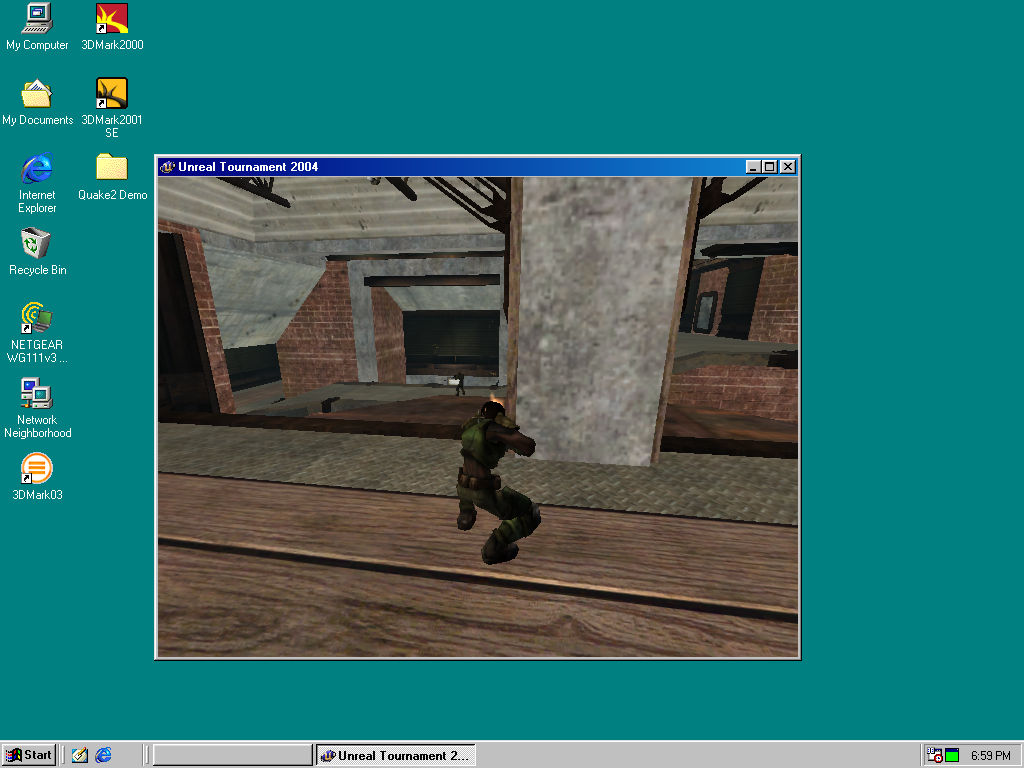 My Computer
3DMark2000
My Documents
3DMark2001
SE
Internet
Explorer
Quake2 Demo
Recycle Bin
NETGEAR
WG111v3 ...
Network
Neighborhood
3DMark03
Unreal Tournament 2004
Start
Unreal Tournament 2...
6:59 PM